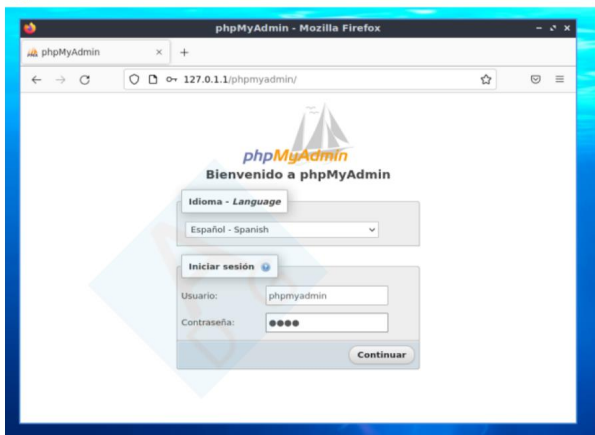 phpMyAdmin - Mozilla Firefox
phpMyAdmin
127.0.1.1/phpmyadmin/
phpMyAdmin
Bienvenido a phpMyAdmin
Idioma - Language
Español - Spanish
Iniciar sesión
Usuario: phpmyadmin
Contraseña: ●●●●
Continuar